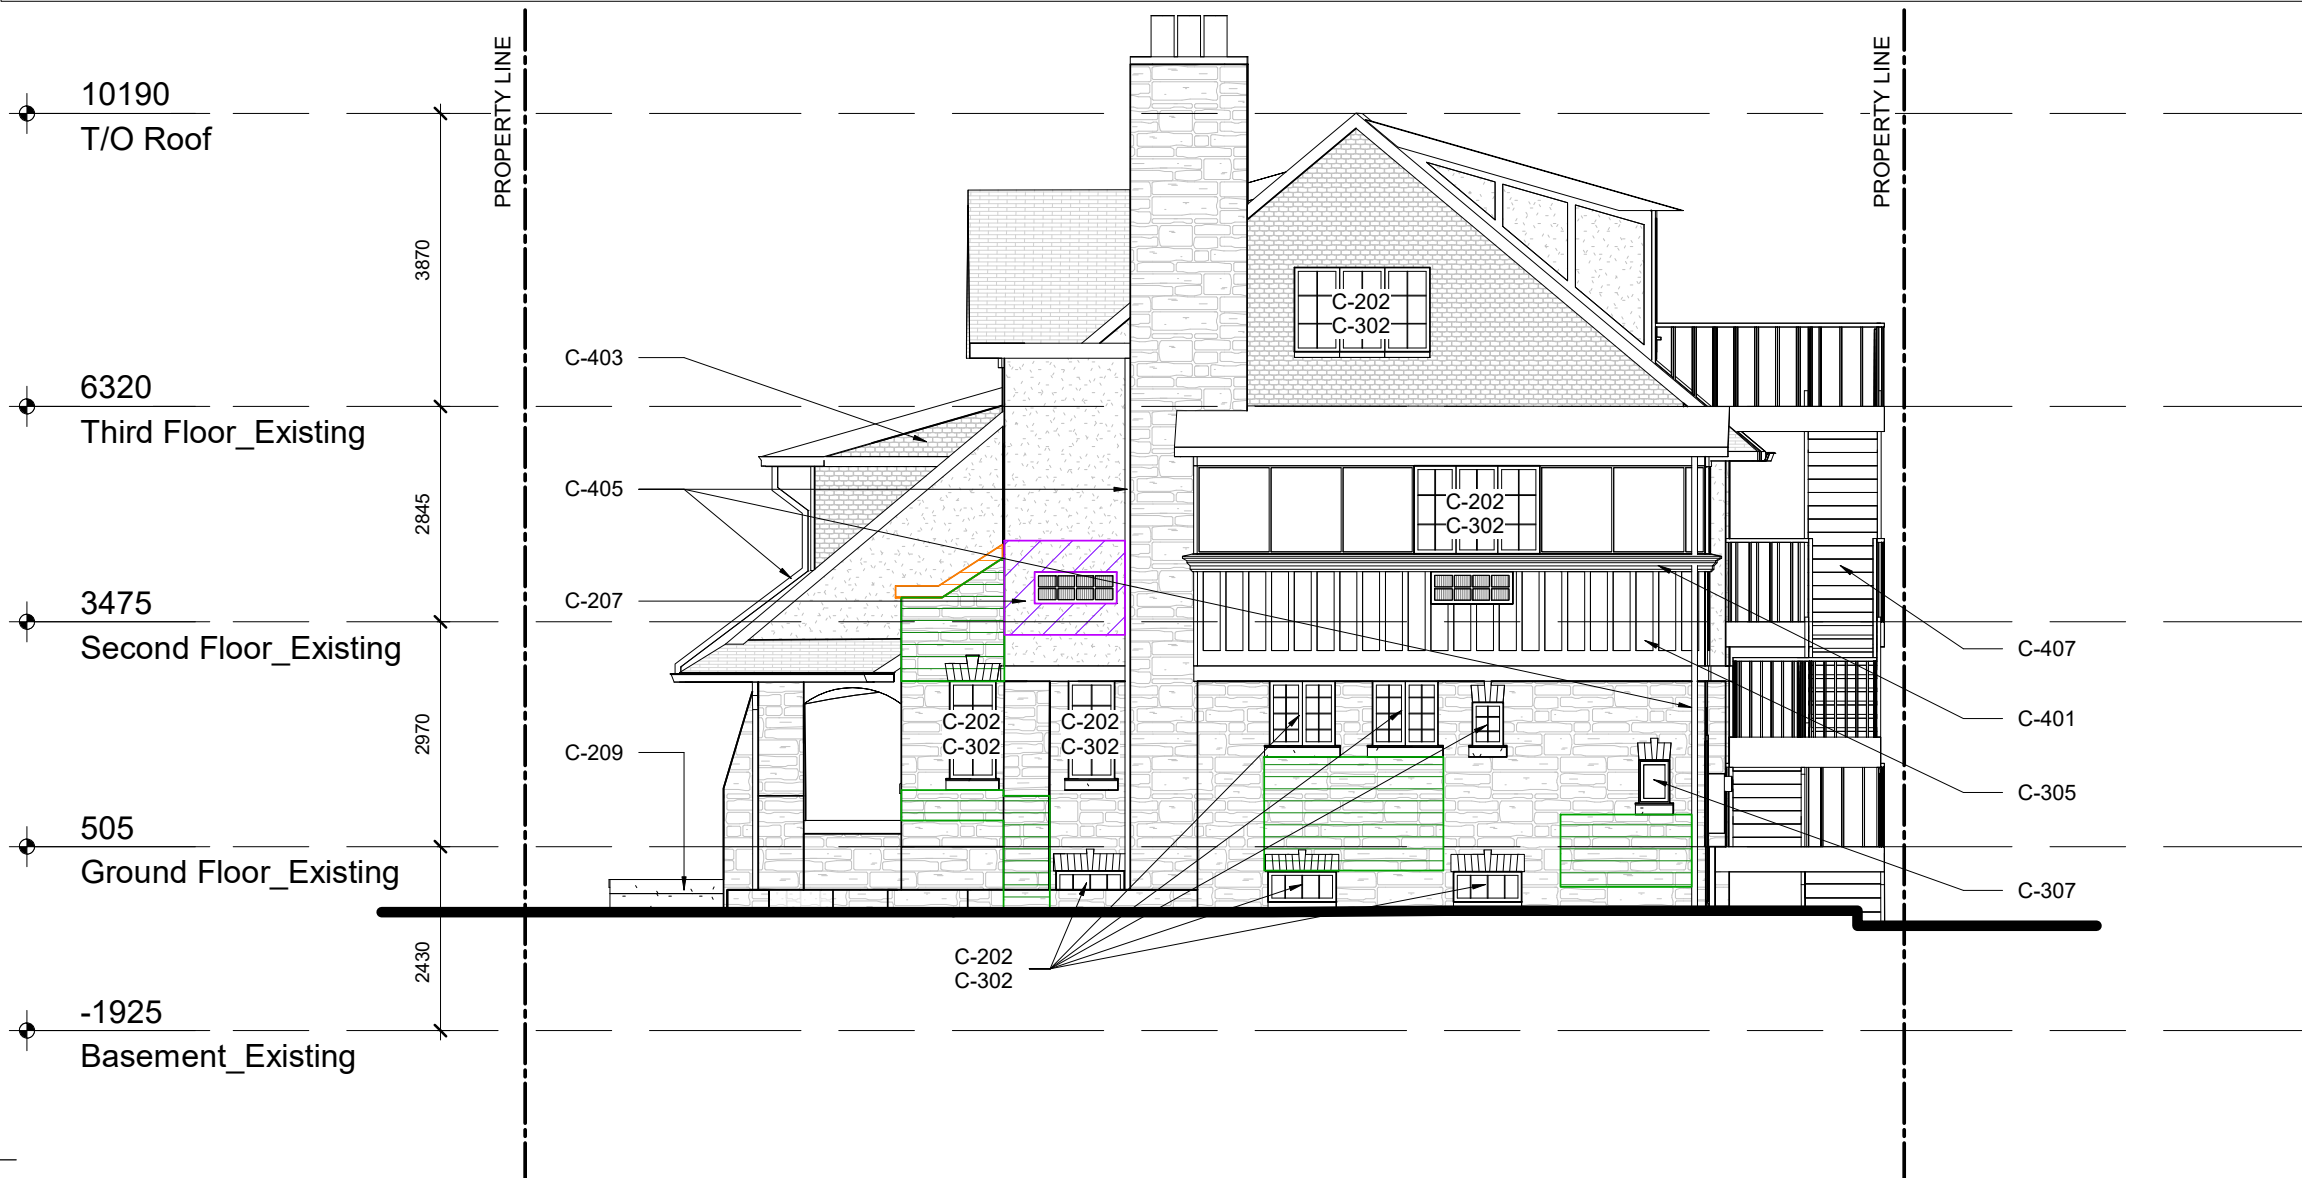 PROPERTY LINE
PROPERTY LINE
10190
T/O Roof
3870
C-202
C-302
C-403
6320
Third Floor_Existing
C-405
2845
C-202
C-302
C-207
3475
Second Floor_Existing
C-407
C-202
C-302
C-202
C-302
C-401
2970
C-209
C-305
505
Ground Floor_Existing
C-307
2430
C-202
C-302
-1925
Basement_Existing